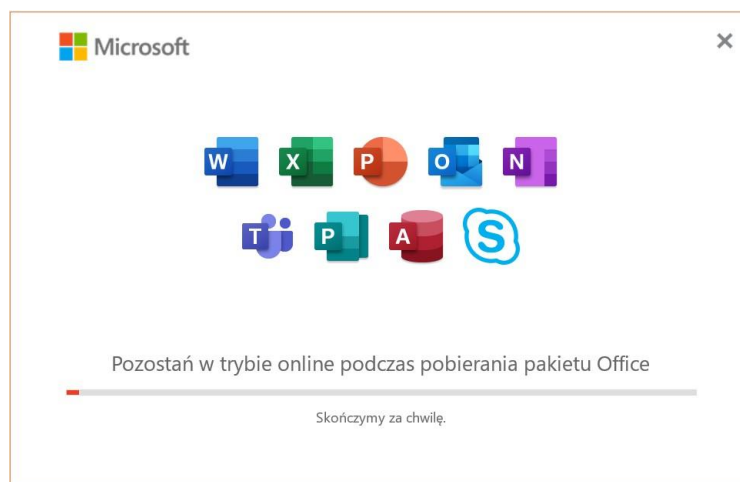 Microsoft
W X P O N
T P A S
Pozostań w trybie online podczas pobierania pakietu Office
Skończymy za chwilę.